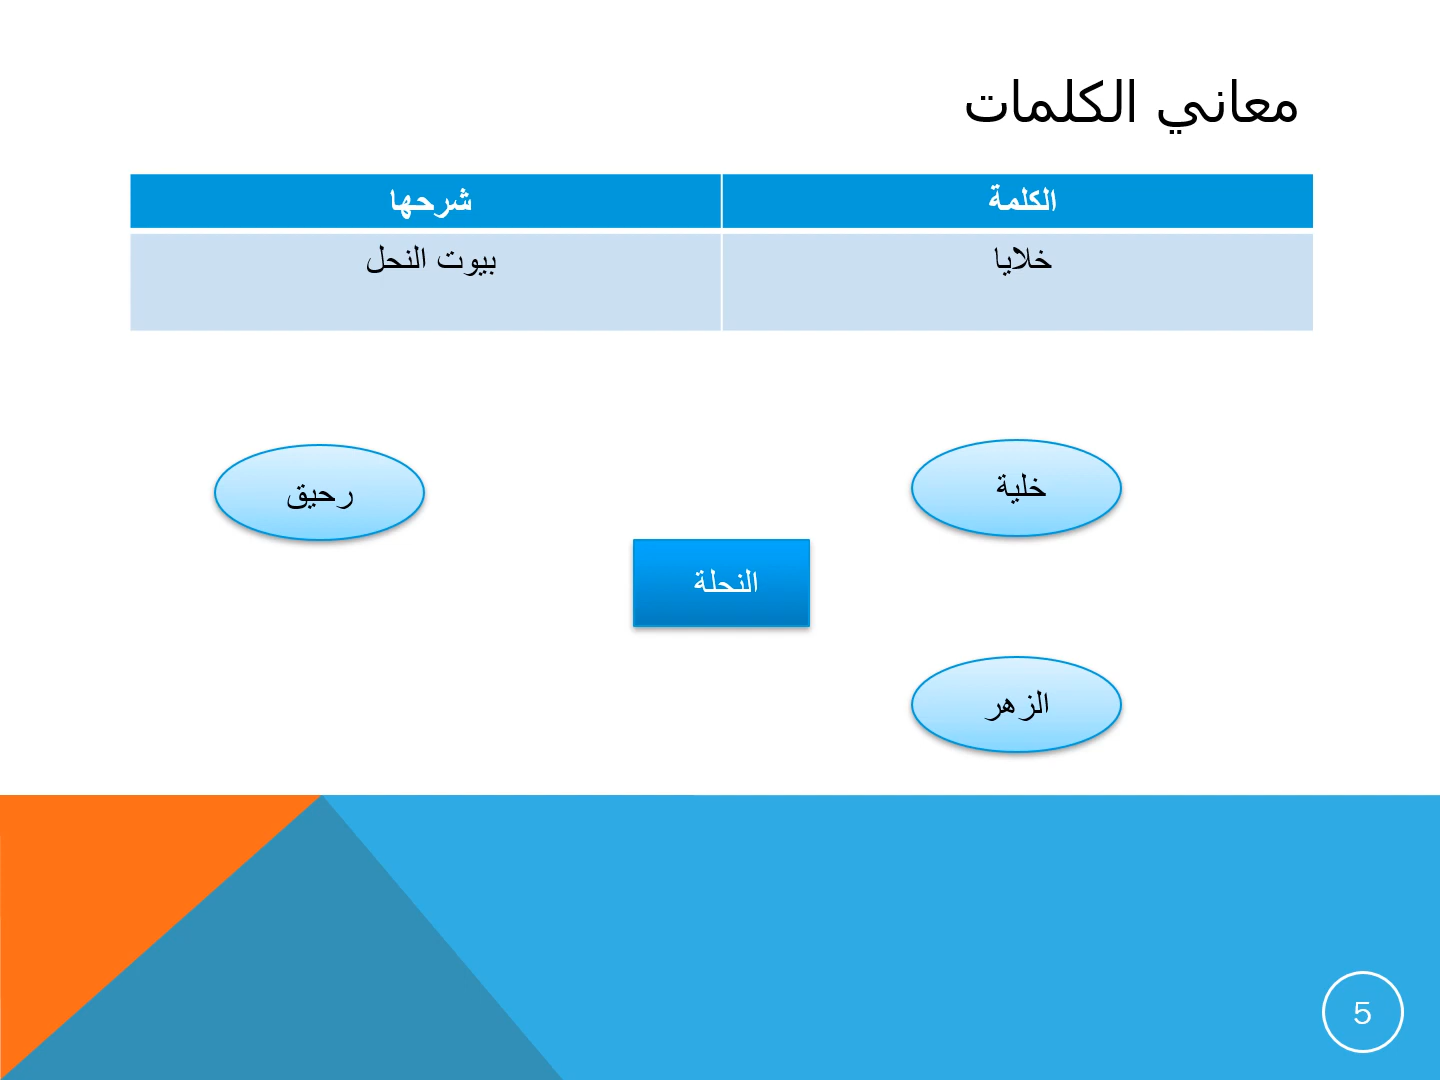 معاني الكلمات
الكلمة
شرحها
خلايا
بيوت النحل
خلية
رحيق
النحلة
الزهر
5